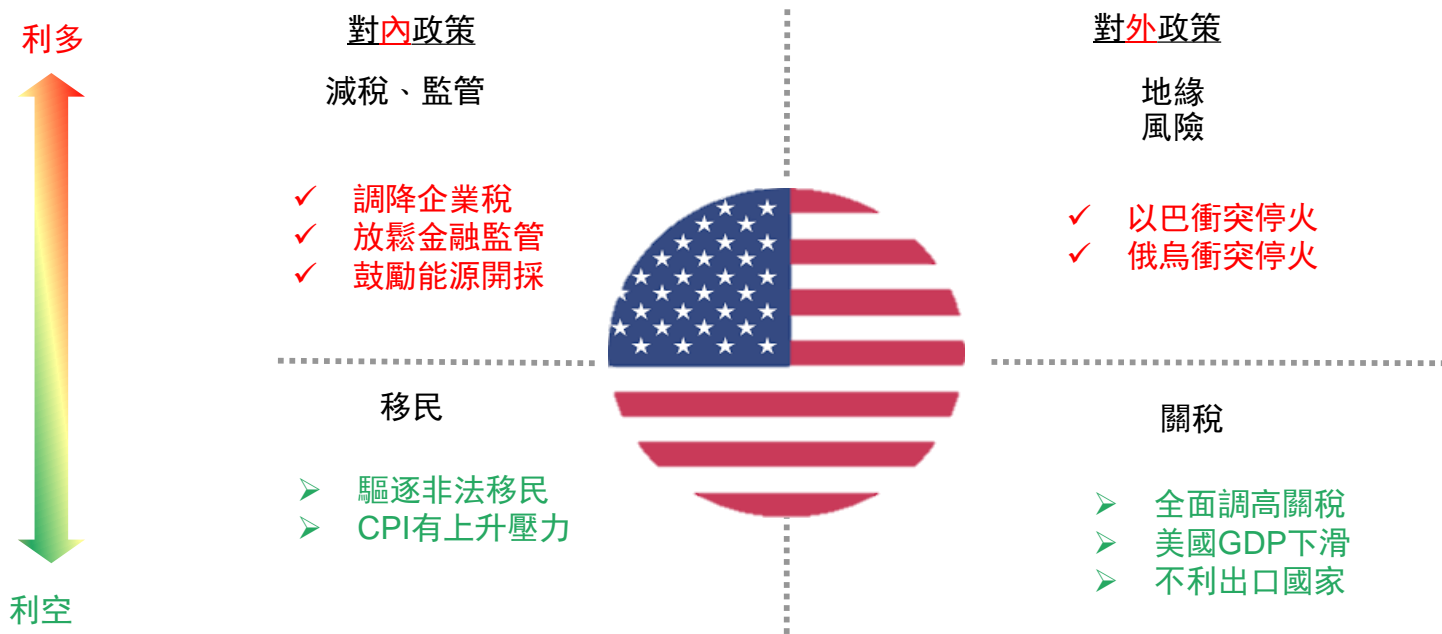 利多
對內政策
減稅、監管
調降企業稅
放鬆金融監管
鼓勵能源開採
對外政策
地緣
風險
以巴衝突停火
俄烏衝突停火
移民
驅逐非法移民
CPI有上升壓力
關稅
全面調高關稅
美國GDP下滑
不利出口國家
利空